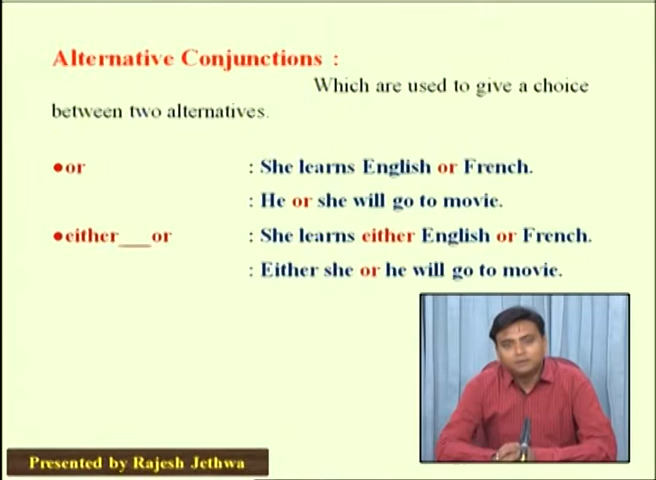 Alternative Conjunctions :
Which are used to give a choice
between two alternatives.
●or : She learns English or French.
: He or she will go to movie.
●either___or : She learns either English or French.
: Either she or he will go to movie.
Presented by Rajesh Jethwa